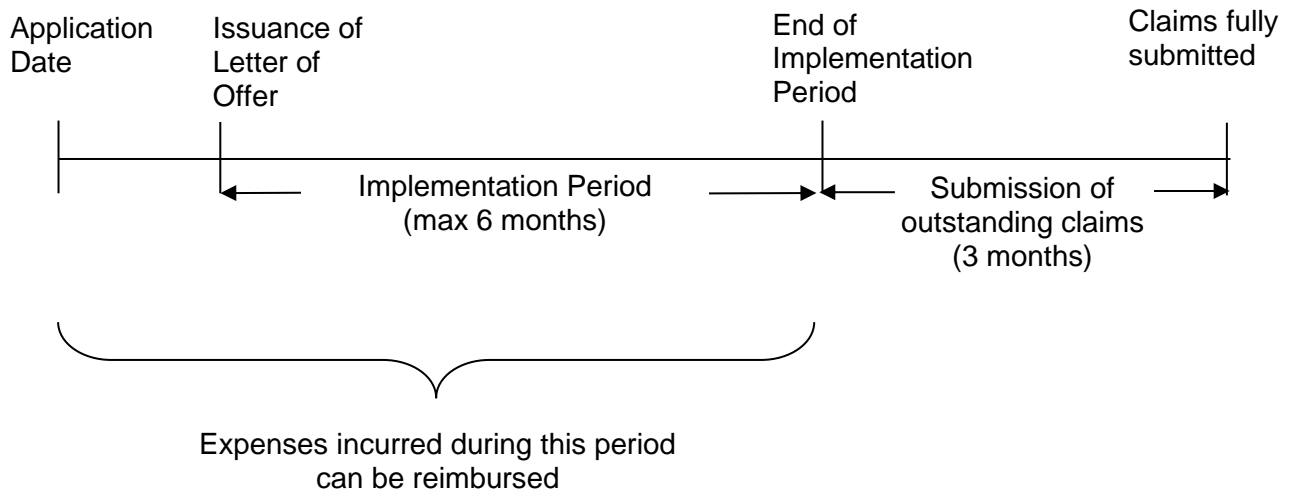 Application
Date
Issuance of
Letter of
Offer
End of
Implementation
Period
Claims fully
submitted
Implementation Period
(max 6 months)
Submission of
outstanding claims
(3 months)
Expenses incurred during this period
can be reimbursed